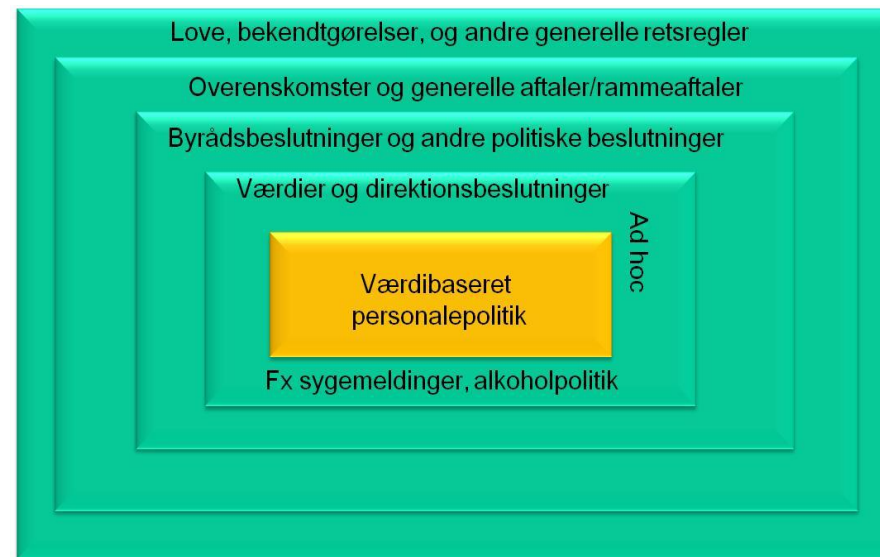 Love, bekendtgørelser, og andre generelle retsregler
Overenskomster og generelle aftaler/rammeaftaler
Byrådsbeslutninger og andre politiske beslutninger
Værdier og direktionsbeslutninger
Ad hoc
Værdibaseret
personalepolitik
Fx sygemeldinger, alkoholpolitik